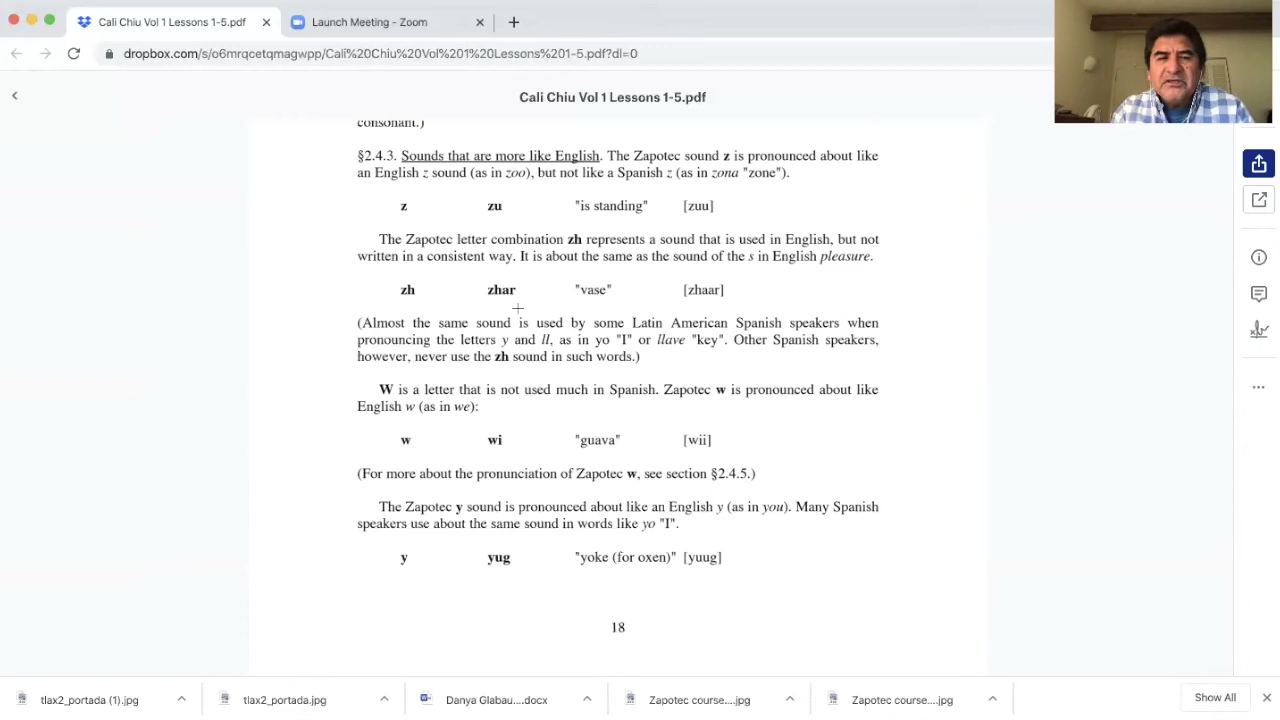 Cali Chiu Vol 1 Lessons 1-5.pdf
Launch Meeting - Zoom
dropbox.com/s/o6mrqcetqmagwpp/Cali%20Chiu%20Vol%201%20Lessons%201-5.pdf?dl=0
Cali Chiu Vol 1 Lessons 1-5.pdf
consonant.)
§2.4.3. Sounds that are more like English. The Zapotec sound z is pronounced about like
an English z sound (as in zoo), but not like a Spanish z (as in zona "zone").
z zu "is standing" [zuu]
The Zapotec letter combination zh represents a sound that is used in English, but not
written in a consistent way. It is about the same as the sound of the s in English pleasure.
zh zhar "vase" [zhaar]
(Almost the same sound is used by some Latin American Spanish speakers when
pronouncing the letters y and ll, as in yo "I" or llave "key". Other Spanish speakers,
however, never use the zh sound in such words.)
W is a letter that is not used much in Spanish. Zapotec w is pronounced about like
English w (as in we):
w wi "guava" [wii]
(For more about the pronunciation of Zapotec w, see section §2.4.5.)
The Zapotec y sound is pronounced about like an English y (as in you). Many Spanish
speakers use about the same sound in words like yo "I".
y yug "yoke (for oxen)" [yuug]
18
tlax2_portada (1).jpg
tlax2_portada.jpg
Danya Glabau....docx
Zapotec course....jpg
Zapotec course....jpg
Show All